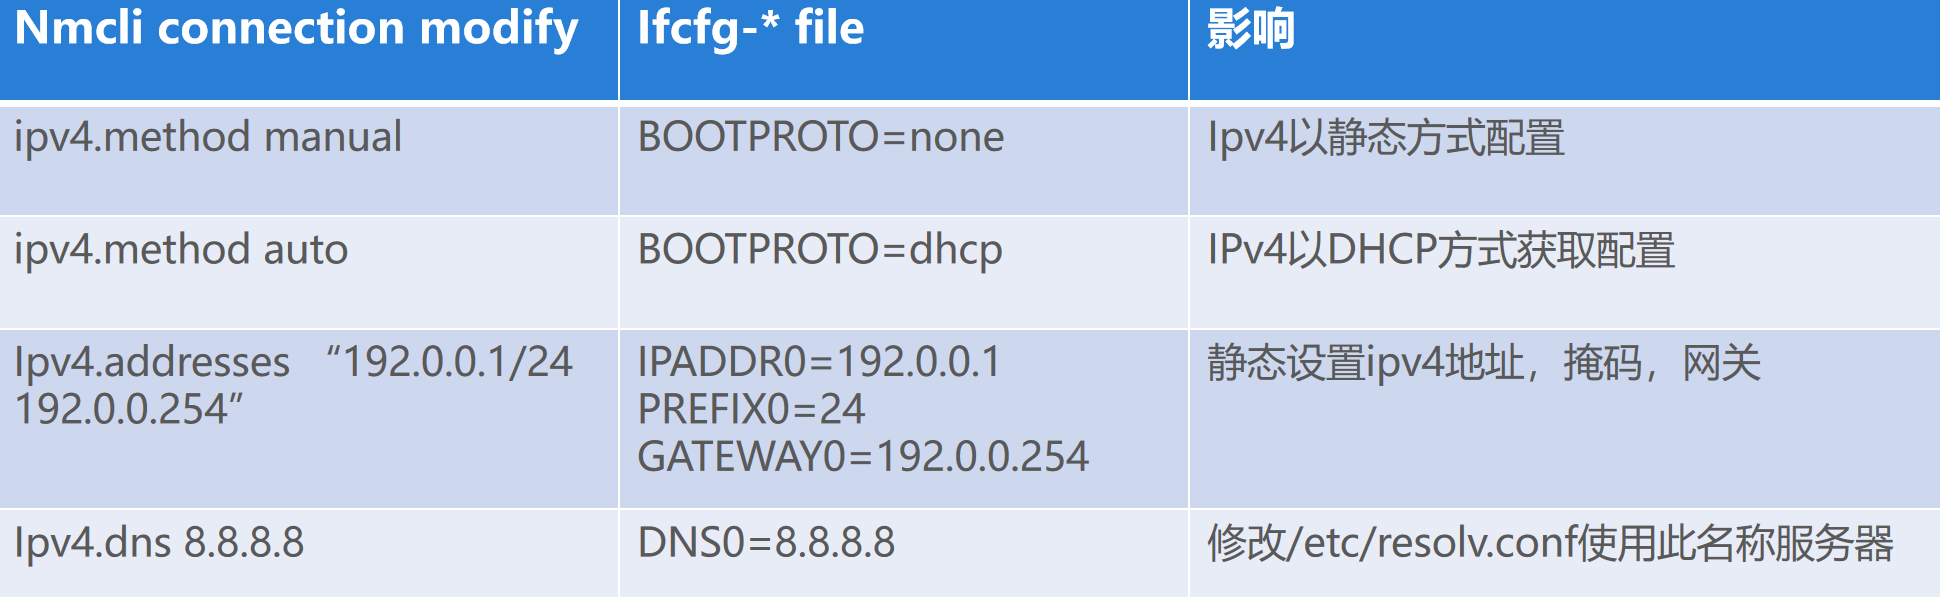 Nmcli connection modify
Ifcfg-* file
影响
ipv4.method manual
BOOTPROTO=none
Ipv4以静态方式配置
ipv4.method auto
BOOTPROTO=dhcp
IPv4以DHCP方式获取配置
Ipv4.addresses “192.0.0.1/24
192.0.0.254”
IPADDR0=192.0.0.1
PREFIX0=24
GATEWAY0=192.0.0.254
静态设置ipv4地址，掩码，网关
Ipv4.dns 8.8.8.8
DNS0=8.8.8.8
修改/etc/resolv.conf使用此名称服务器